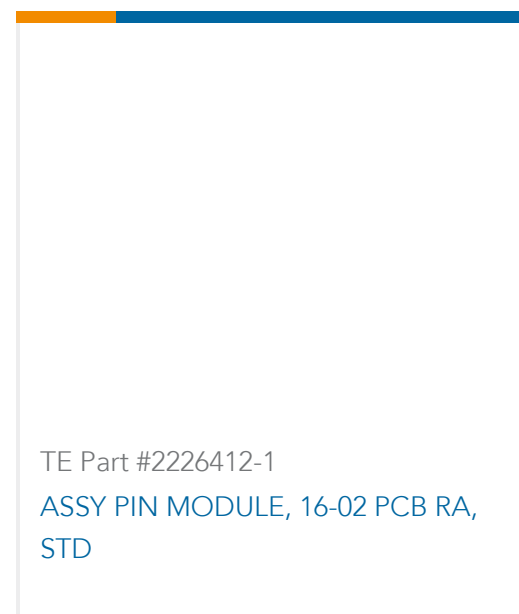 TE Part #2226412-1
ASSY PIN MODULE, 16-02 PCB RA,
STD